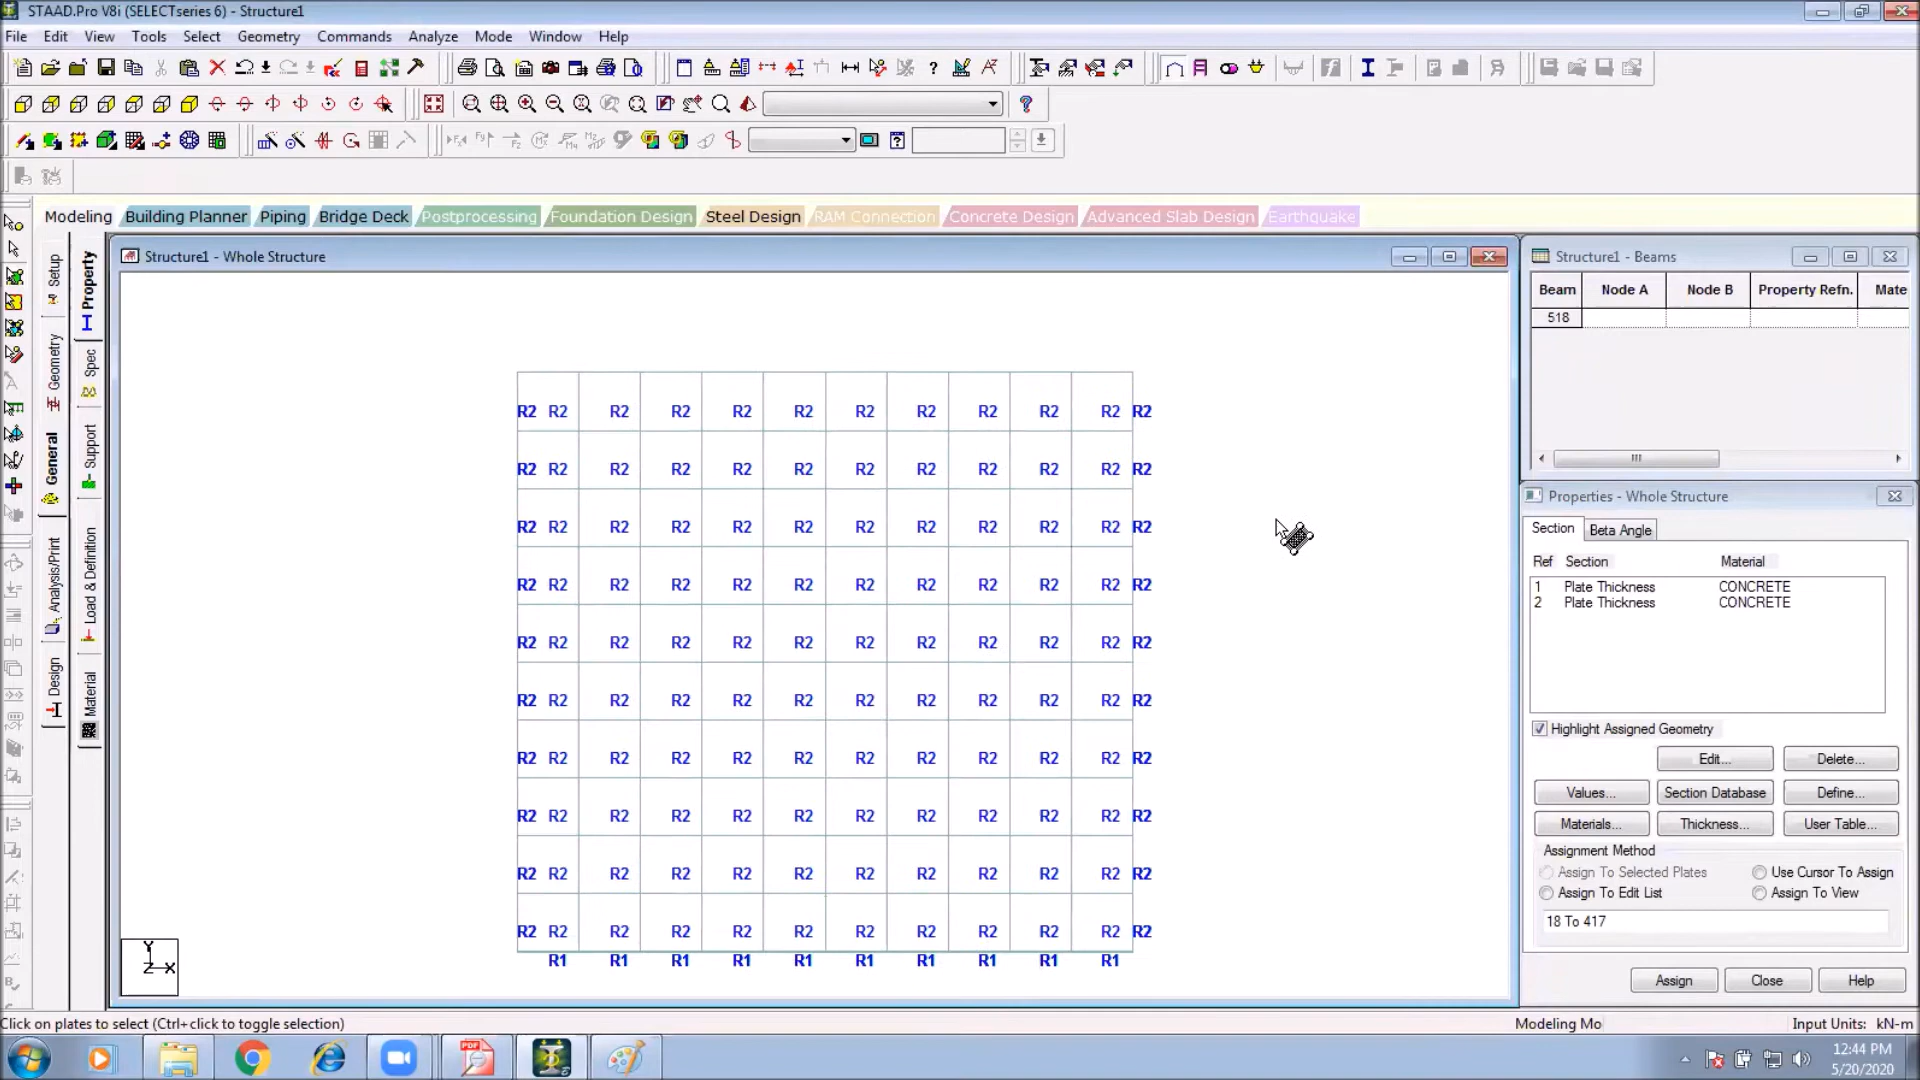 STAAD.Pro V8i (SELECTseries 6) - Structure1
File Edit View Tools Select Geometry Commands Analyze Mode Window Help
Modeling Building Planner Piping Bridge Deck Postprocessing Foundation Design Steel Design RAM Connection Concrete Design Advanced Slab Design Earthquake
Setup
Geometry
General
Analysis/Print
Design
Property
Spec
Support
Load & Definition
Material
Structure1 - Whole Structure
R2 R2 R2 R2 R2 R2 R2 R2 R2 R2 R2 R2
R2 R2 R2 R2 R2 R2 R2 R2 R2 R2 R2 R2
R2 R2 R2 R2 R2 R2 R2 R2 R2 R2 R2 R2
R2 R2 R2 R2 R2 R2 R2 R2 R2 R2 R2 R2
R2 R2 R2 R2 R2 R2 R2 R2 R2 R2 R2 R2
R2 R2 R2 R2 R2 R2 R2 R2 R2 R2 R2 R2
R2 R2 R2 R2 R2 R2 R2 R2 R2 R2 R2 R2
R2 R2 R2 R2 R2 R2 R2 R2 R2 R2 R2 R2
R2 R2 R2 R2 R2 R2 R2 R2 R2 R2 R2 R2
R2 R2 R2 R2 R2 R2 R2 R2 R2 R2 R2 R2
R1 R1 R1 R1 R1 R1 R1 R1 R1 R1
Y
Z X
Structure1 - Beams
Beam Node A Node B Property Refn. Mate
518
Properties - Whole Structure
Section Beta Angle
Ref Section Material
1 Plate Thickness CONCRETE
2 Plate Thickness CONCRETE
Highlight Assigned Geometry
Edit... Delete...
Values... Section Database Define...
Materials... Thickness... User Table...
Assignment Method
Assign To Selected Plates Use Cursor To Assign
Assign To Edit List Assign To View
18 To 417
Assign Close Help
Click on plates to select (Ctrl+click to toggle selection) Modeling Mo Input Units: kN-m
12:44 PM
5/20/2020